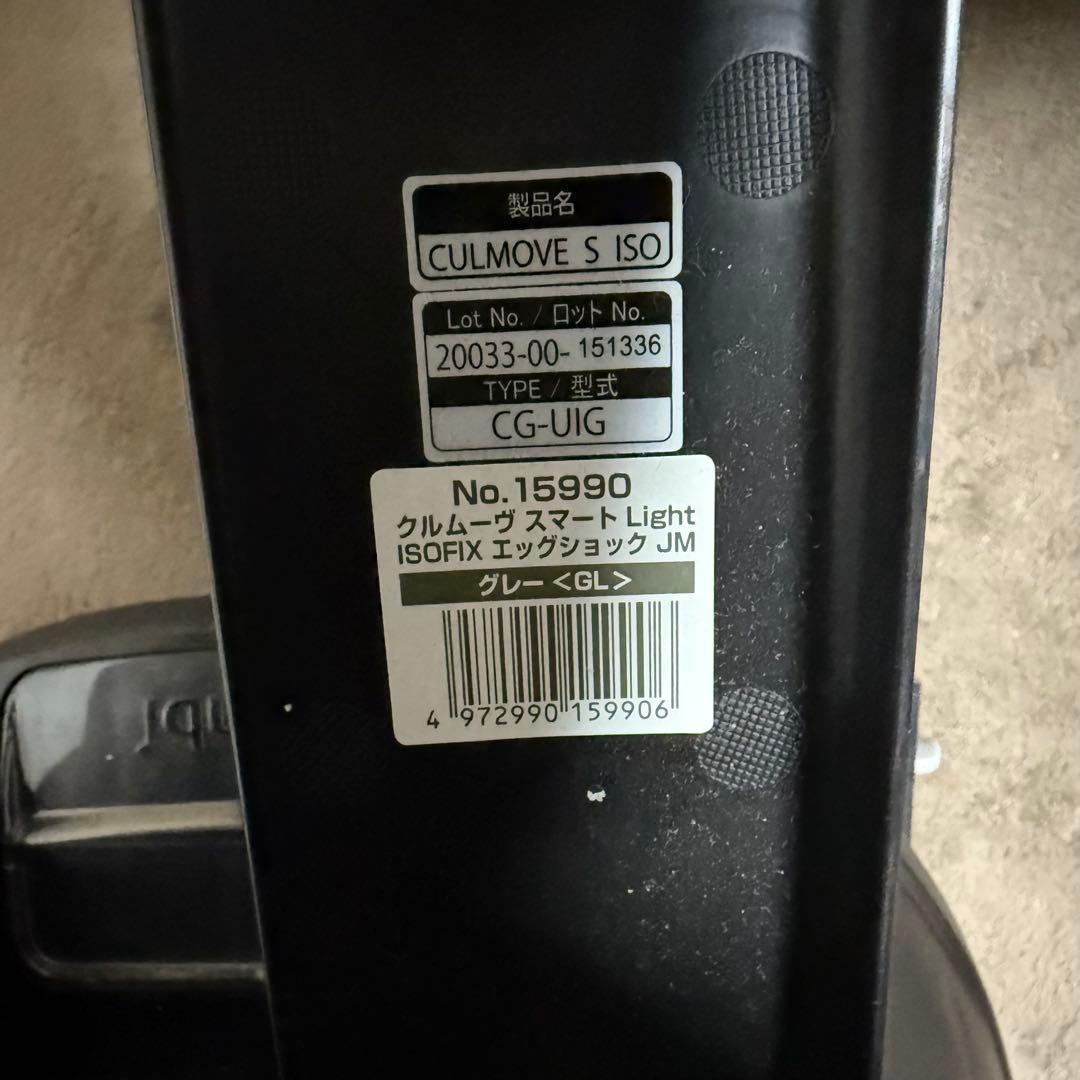 製品名
CULMOVE S ISO
Lot No. / ロット No.
20033-00-151336
TYPE / 型式
CG-UIG
No.15990
クルムーヴ スマート Light
ISOFIX エッグショック JM
グレー <GL>
4 972990 159906